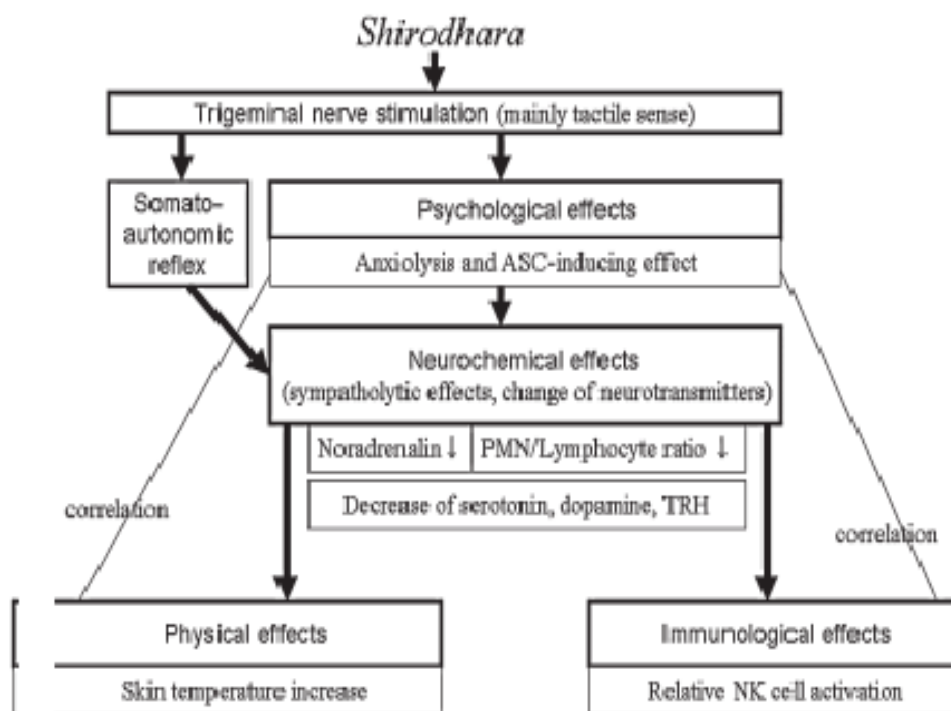 Shirodhara
Trigeminal nerve stimulation (mainly tactile sense)
Somato-
autonomic
reflex
Psychological effects
Anxiolysis and ASC-inducing effect
Neurochemical effects
(sympatholytic effects, change of neurotransmitters)
Noradrenalin ↓
PMN/Lymphocyte ratio ↓
Decrease of serotonin, dopamine, TRH
correlation
correlation
Physical effects
Skin temperature increase
Immunological effects
Relative NK cell activation